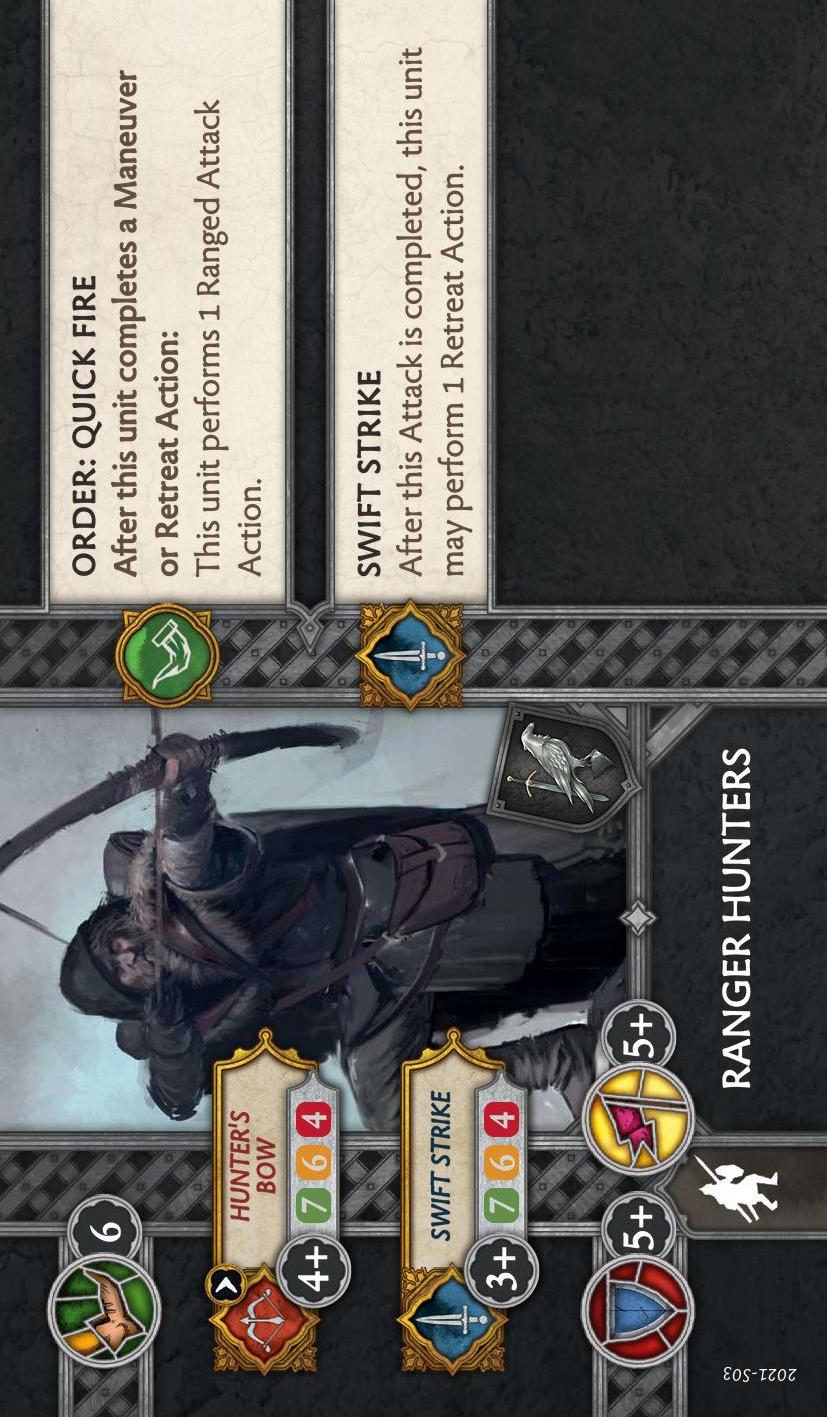 6
HUNTER'S
BOW
4+
7 6 4
SWIFT STRIKE
3+
7 6 4
5+
5+
RANGER HUNTERS
2021-S03
ORDER: QUICK FIRE
After this unit completes a Maneuver
or Retreat Action:
This unit performs 1 Ranged Attack
Action.
SWIFT STRIKE
After this Attack is completed, this unit
may perform 1 Retreat Action.